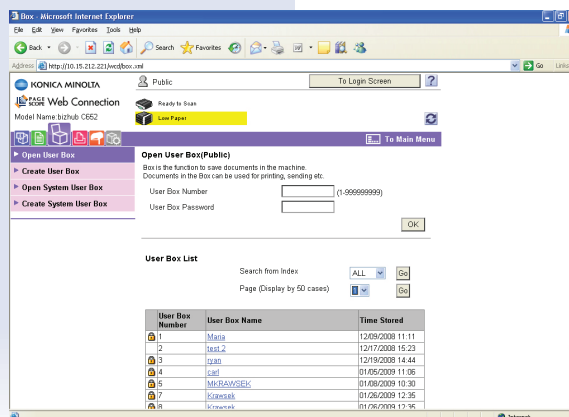 Box - Microsoft Internet Explorer
File Edit View Favorites Tools Help
Back Search Favorites
Address http://10.15.212.221/wcd/box.xml Go Links
KONICA MINOLTA Public To Login Screen ?
PAGE SCOPE Web Connection Ready to Scan
Model Name:bizhub C652 Low Paper
To Main Menu
Open User Box
Create User Box
Open System User Box
Create System User Box
Open User Box(Public)
Box is the function to save documents in the machine.
Documents in the Box can be used for printing, sending etc.
User Box Number (1-999999999)
User Box Password
OK
User Box List
Search from Index ALL Go
Page (Display by 50 cases) 1 Go
User Box Number User Box Name Time Stored
1 Maria 12/09/2008 11:11
2 test 2 12/17/2008 15:23
3 ryan 12/19/2008 14:44
4 carl 01/05/2009 11:06
5 MKRAWSEK 01/08/2009 10:30
7 Krawsek 01/26/2009 12:35
8 Krawsek 01/26/2009 12:35
Internet